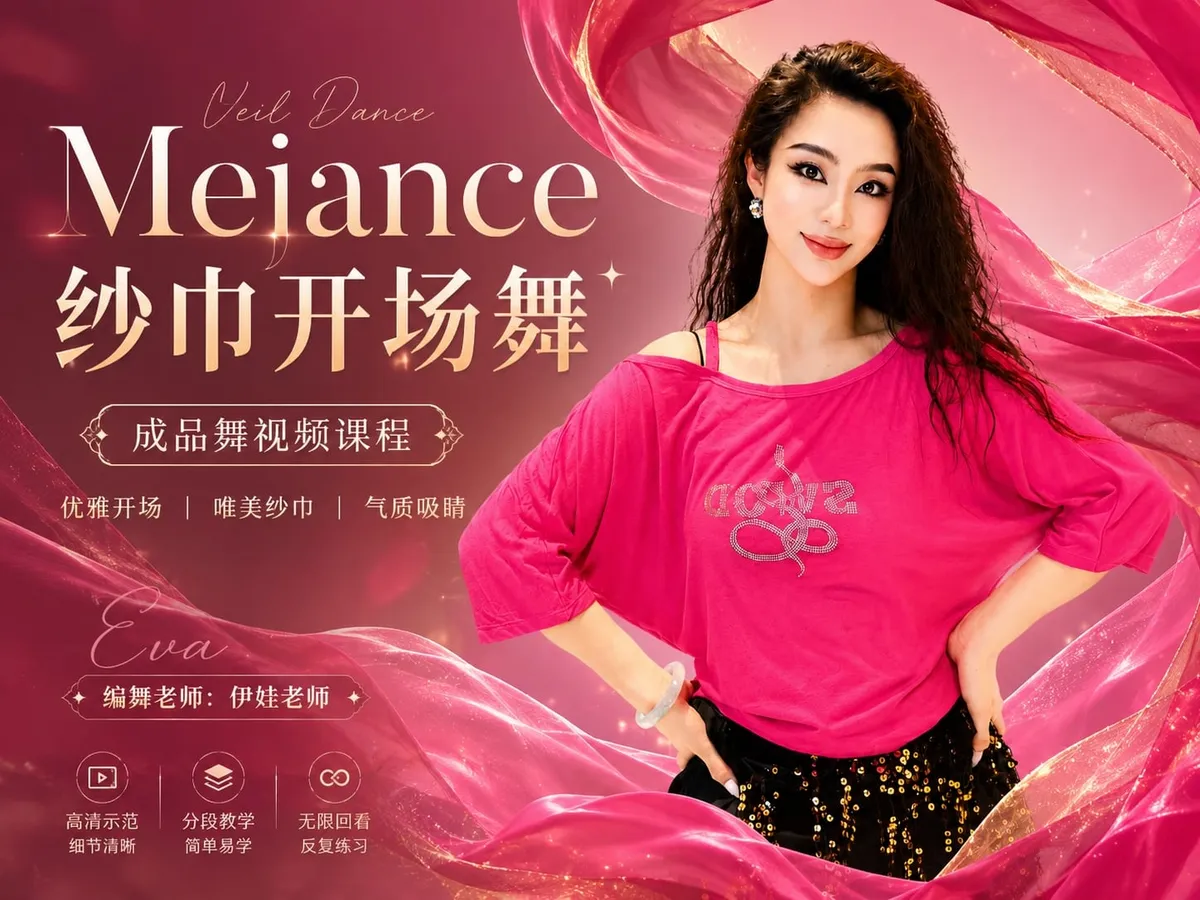 Veil Dance
Mejance
纱巾开场舞
成品舞视频课程
优雅开场 | 唯美纱巾 | 气质吸睛
Eva
编舞老师：伊娃老师
高清示范 分段教学 无限回看
细节清晰 简单易学 反复练习